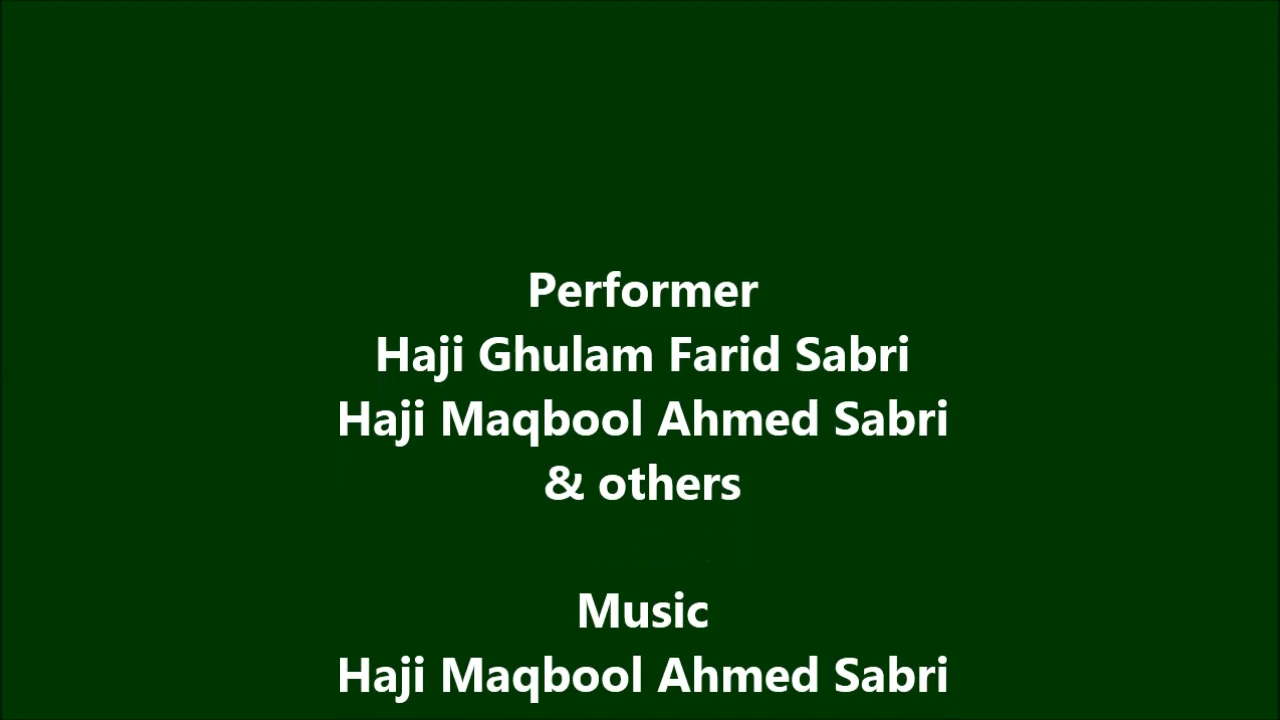 Performer
Haji Ghulam Farid Sabri
Haji Maqbool Ahmed Sabri
& others
Music
Haji Maqbool Ahmed Sabri